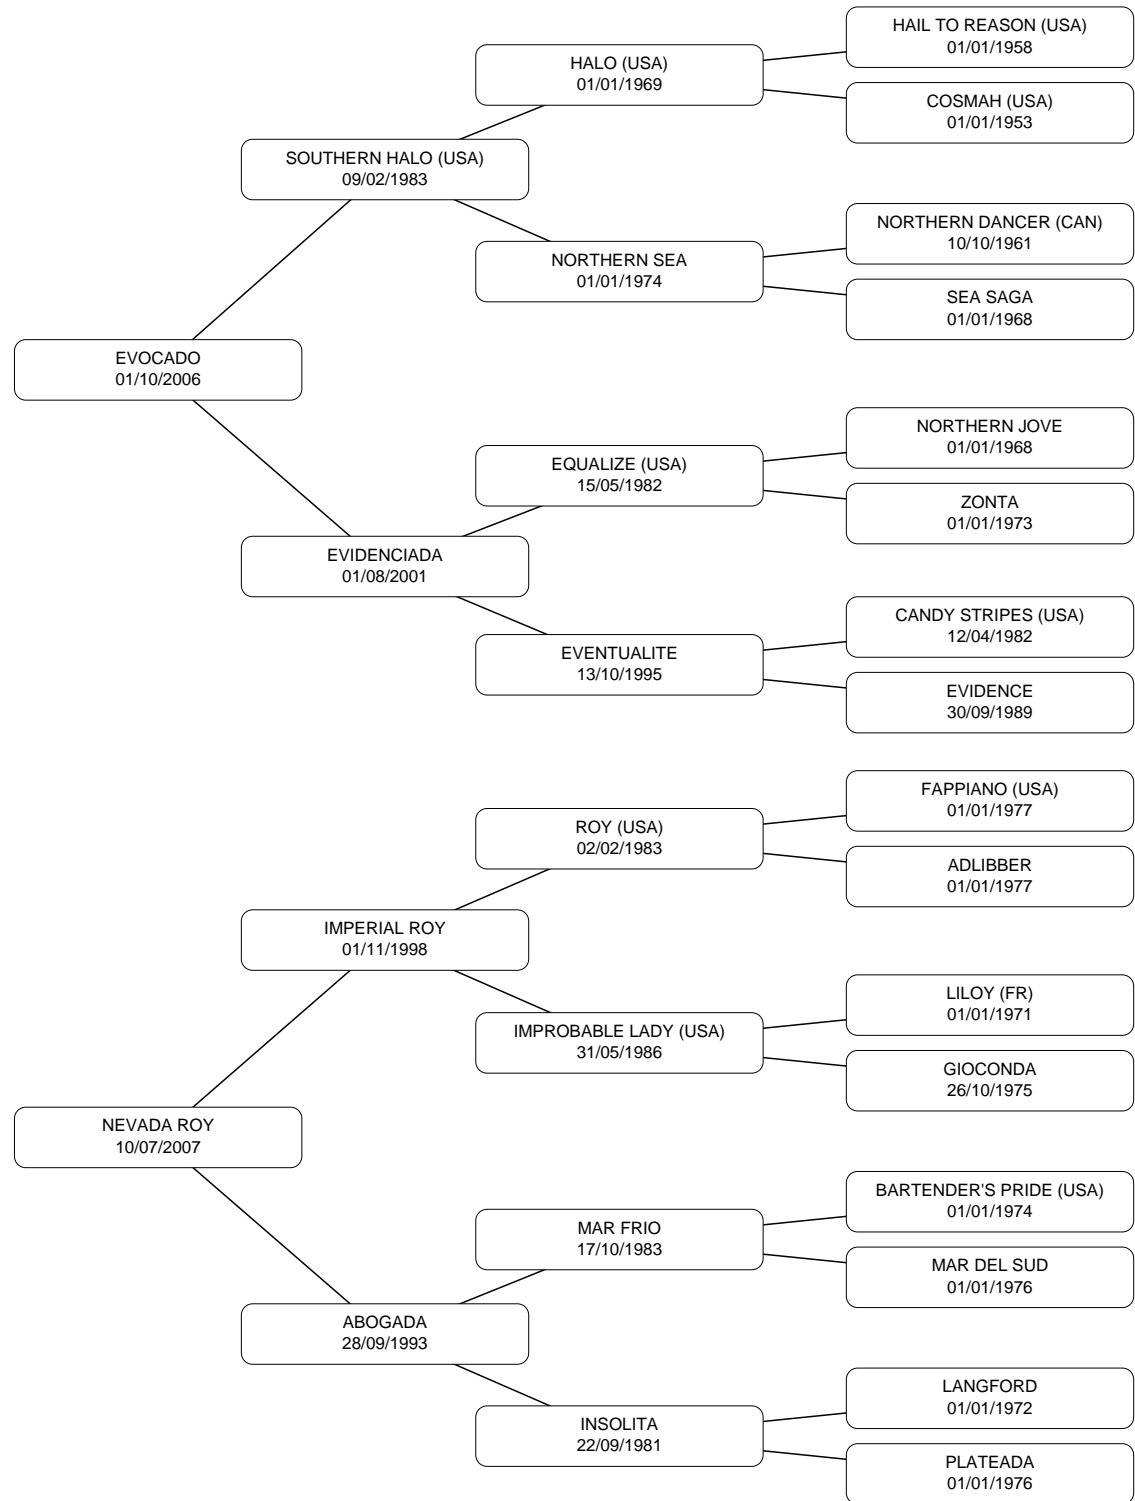 HAIL TO REASON (USA)
01/01/1958
HALO (USA)
01/01/1969
COSMAH (USA)
01/01/1953
SOUTHERN HALO (USA)
09/02/1983
NORTHERN DANCER (CAN)
10/10/1961
NORTHERN SEA
01/01/1974
SEA SAGA
01/01/1968
EVOCADO
01/10/2006
NORTHERN JOVE
01/01/1968
EQUALIZE (USA)
15/05/1982
ZONTA
01/01/1973
EVIDENCIADA
01/08/2001
CANDY STRIPES (USA)
12/04/1982
EVENTUALITE
13/10/1995
EVIDENCE
30/09/1989
FAPPIANO (USA)
01/01/1977
ROY (USA)
02/02/1983
ADLIBBER
01/01/1977
IMPERIAL ROY
01/11/1998
LILOY (FR)
01/01/1971
IMPROBABLE LADY (USA)
31/05/1986
GIOCONDA
26/10/1975
NEVADA ROY
10/07/2007
BARTENDER'S PRIDE (USA)
01/01/1974
MAR FRIO
17/10/1983
MAR DEL SUD
01/01/1976
ABOGADA
28/09/1993
LANGFORD
01/01/1972
INSOLITA
22/09/1981
PLATEADA
01/01/1976